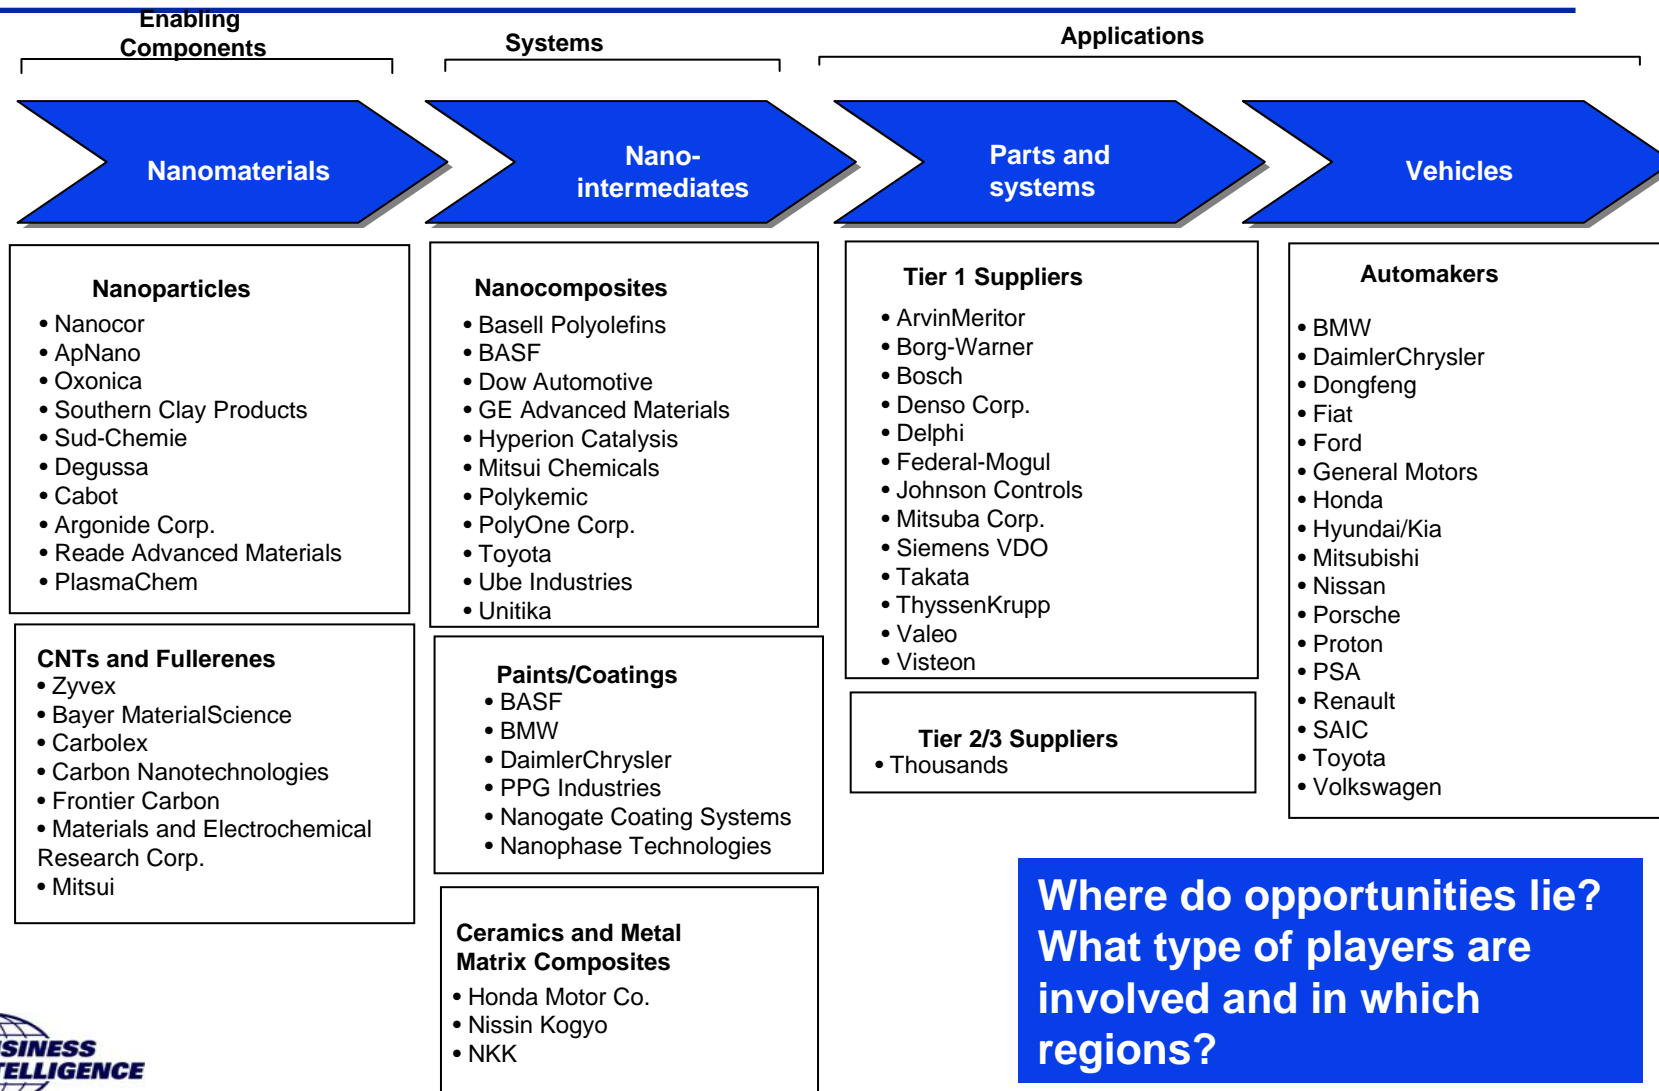 Enabling
Components
Systems
Applications
Nanomaterials
Nano-
intermediates
Parts and
systems
Vehicles
Nanoparticles
• Nanocor
• ApNano
• Oxonica
• Southern Clay Products
• Sud-Chemie
• Degussa
• Cabot
• Argonide Corp.
• Reade Advanced Materials
• PlasmaChem
CNTs and Fullerenes
• Zyvex
• Bayer MaterialScience
• Carbolex
• Carbon Nanotechnologies
• Frontier Carbon
• Materials and Electrochemical
Research Corp.
• Mitsui
Nanocomposites
• Basell Polyolefins
• BASF
• Dow Automotive
• GE Advanced Materials
• Hyperion Catalysis
• Mitsui Chemicals
• Polykemic
• PolyOne Corp.
• Toyota
• Ube Industries
• Unitika
Paints/Coatings
• BASF
• BMW
• DaimlerChrysler
• PPG Industries
• Nanogate Coating Systems
• Nanophase Technologies
Ceramics and Metal
Matrix Composites
• Honda Motor Co.
• Nissin Kogyo
• NKK
Tier 1 Suppliers
• ArvinMeritor
• Borg-Warner
• Bosch
• Denso Corp.
• Delphi
• Federal-Mogul
• Johnson Controls
• Mitsuba Corp.
• Siemens VDO
• Takata
• ThyssenKrupp
• Valeo
• Visteon
Tier 2/3 Suppliers
• Thousands
Automakers
• BMW
• DaimlerChrysler
• Dongfeng
• Fiat
• Ford
• General Motors
• Honda
• Hyundai/Kia
• Mitsubishi
• Nissan
• Porsche
• Proton
• PSA
• Renault
• SAIC
• Toyota
• Volkswagen
Where do opportunities lie?
What type of players are
involved and in which
regions?
SINESS
TELLIGENCE